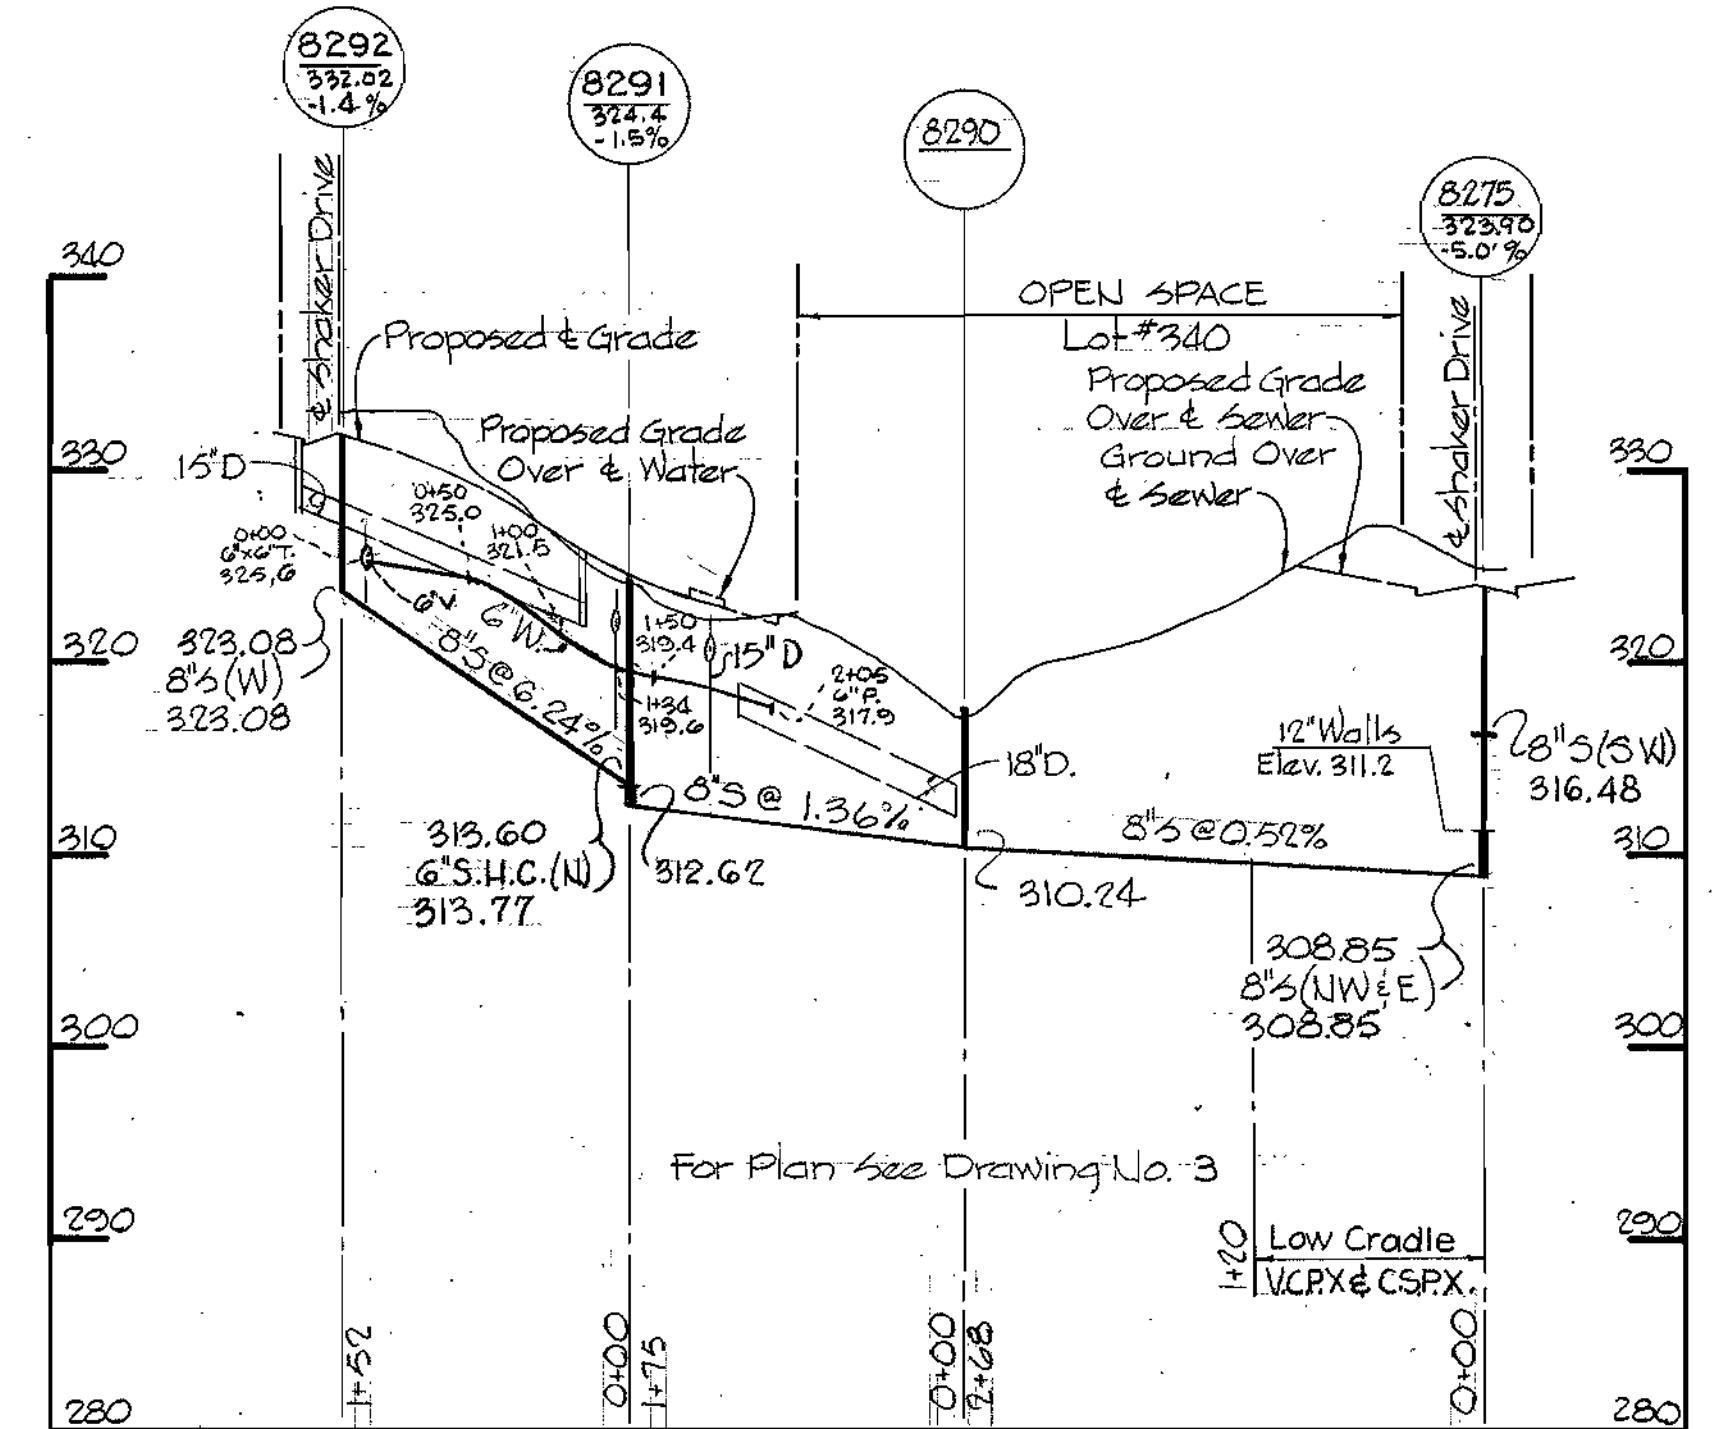 8292
332.02
-1.4%
8291
324.4
-1.5%
8290
8275
323.90
-5.0'%
℄ Shaker Drive
℄ Shaker Drive
340
330
320
310
300
290
280
330
320
310
300
290
280
OPEN SPACE
Lot #340
Proposed ℄ Grade
Proposed Grade
Over ℄ Water
Proposed Grade
Over ℄ Sewer
Ground Over
℄ Sewer
15"D
0+00
6"x6"T.
325,6
0+50
325.0
1+00
321.5
6"V
6"W.
8"S @ 6.24%
323.08
8"S (W)
323.08
1+50
319.4
15"D
1+34
319.6
2+05
6"P.
317.9
18"D.
12" Walls
Elev. 311.2
8"S (SW)
316.48
8"S @ 1.36%
8"S @ 0.52%
313.60
6"S.H.C. (N)
313.77
312.62
310.24
308.85
8"S (NW & E)
308.85
For Plan See Drawing No. 3
1+20
Low Cradle
V.C.P.X & C.S.P.X.
1+52
0+00
1+75
0+00
2+68
0+00